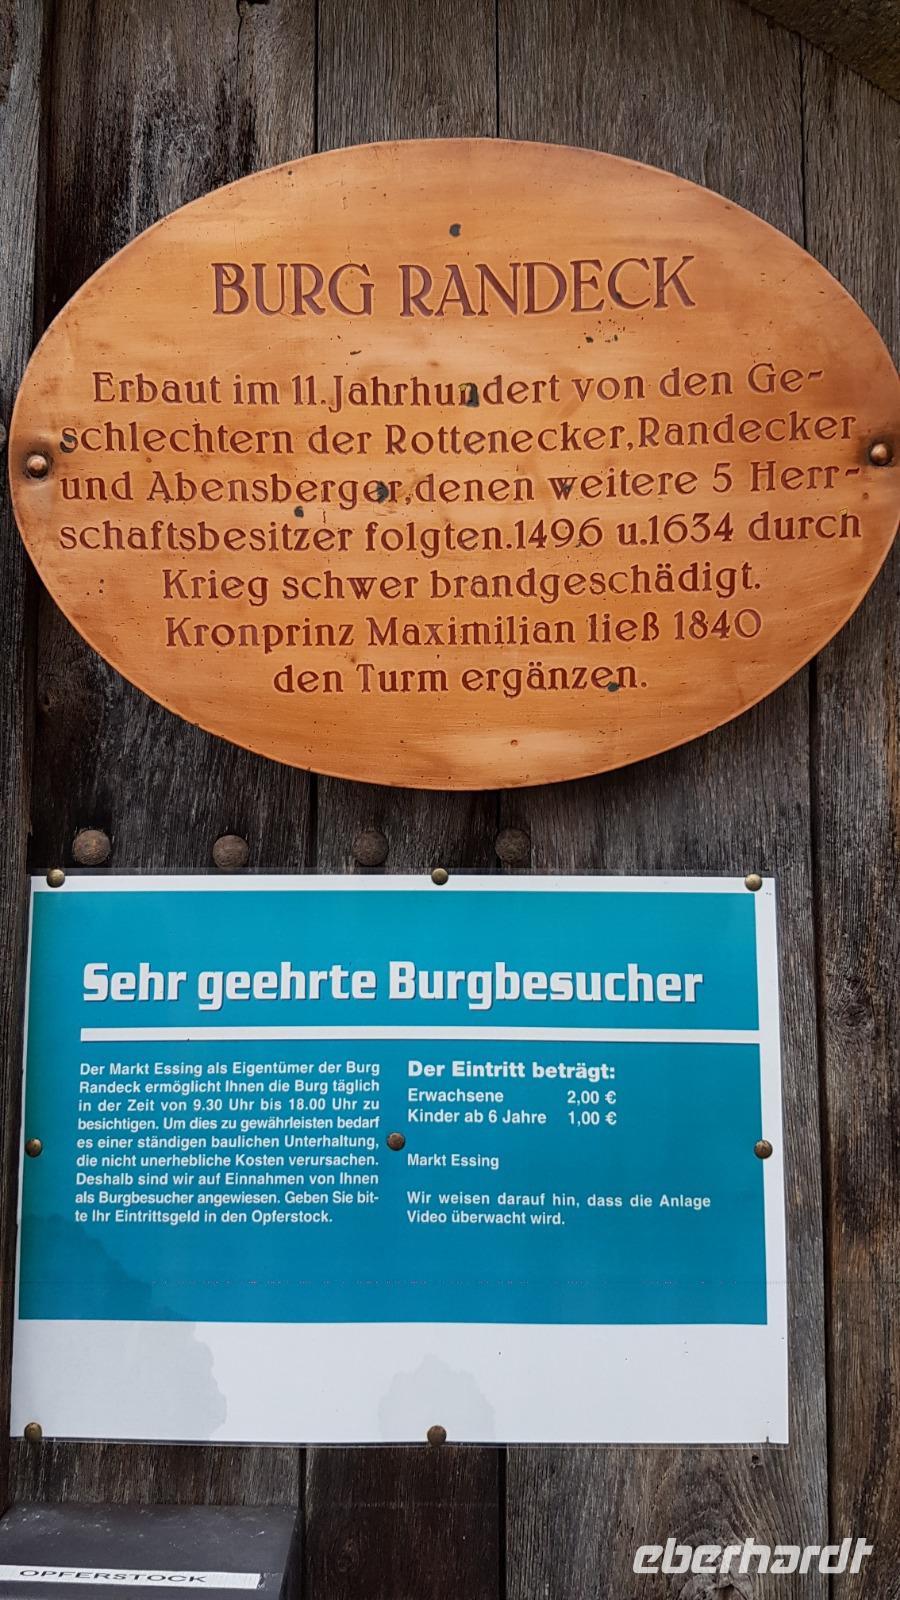 BURG RANDECK
Erbaut im 11.Jahrhundert von den Ge-
schlechtern der Rottenecker,Randecker
und Abensberger,denen weitere 5 Herr-
schaftsbesitzer folgten.1496 u.1634 durch
Krieg schwer brandgeschädigt.
Kronprinz Maximilian ließ 1840
den Turm ergänzen.
Sehr geehrte Burgbesucher
Der Markt Essing als Eigentümer der Burg
Randeck ermöglicht Ihnen die Burg täglich
in der Zeit von 9.30 Uhr bis 18.00 Uhr zu
besichtigen. Um dies zu gewährleisten bedarf
es einer ständigen baulichen Unterhaltung,
die nicht unerhebliche Kosten verursachen.
Deshalb sind wir auf Einnahmen von Ihnen
als Burgbesucher angewiesen. Geben Sie bit-
te Ihr Eintrittsgeld in den Opferstock.
Der Eintritt beträgt:
Erwachsene 2,00 €
Kinder ab 6 Jahre 1,00 €
Markt Essing
Wir weisen darauf hin, dass die Anlage
Video überwacht wird.
OPFERSTOCK
eberhardt